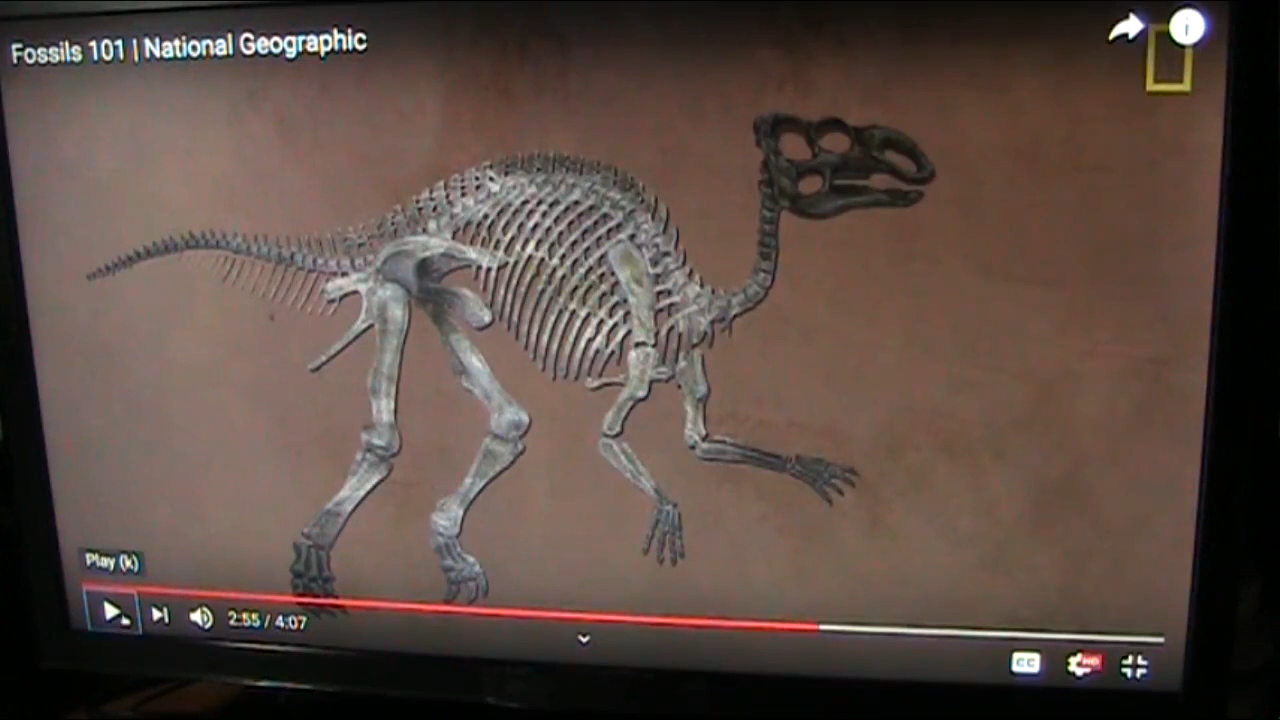 Fossils 101 | National Geographic
i
Play (k)
2:55 / 4:07
CC
HD